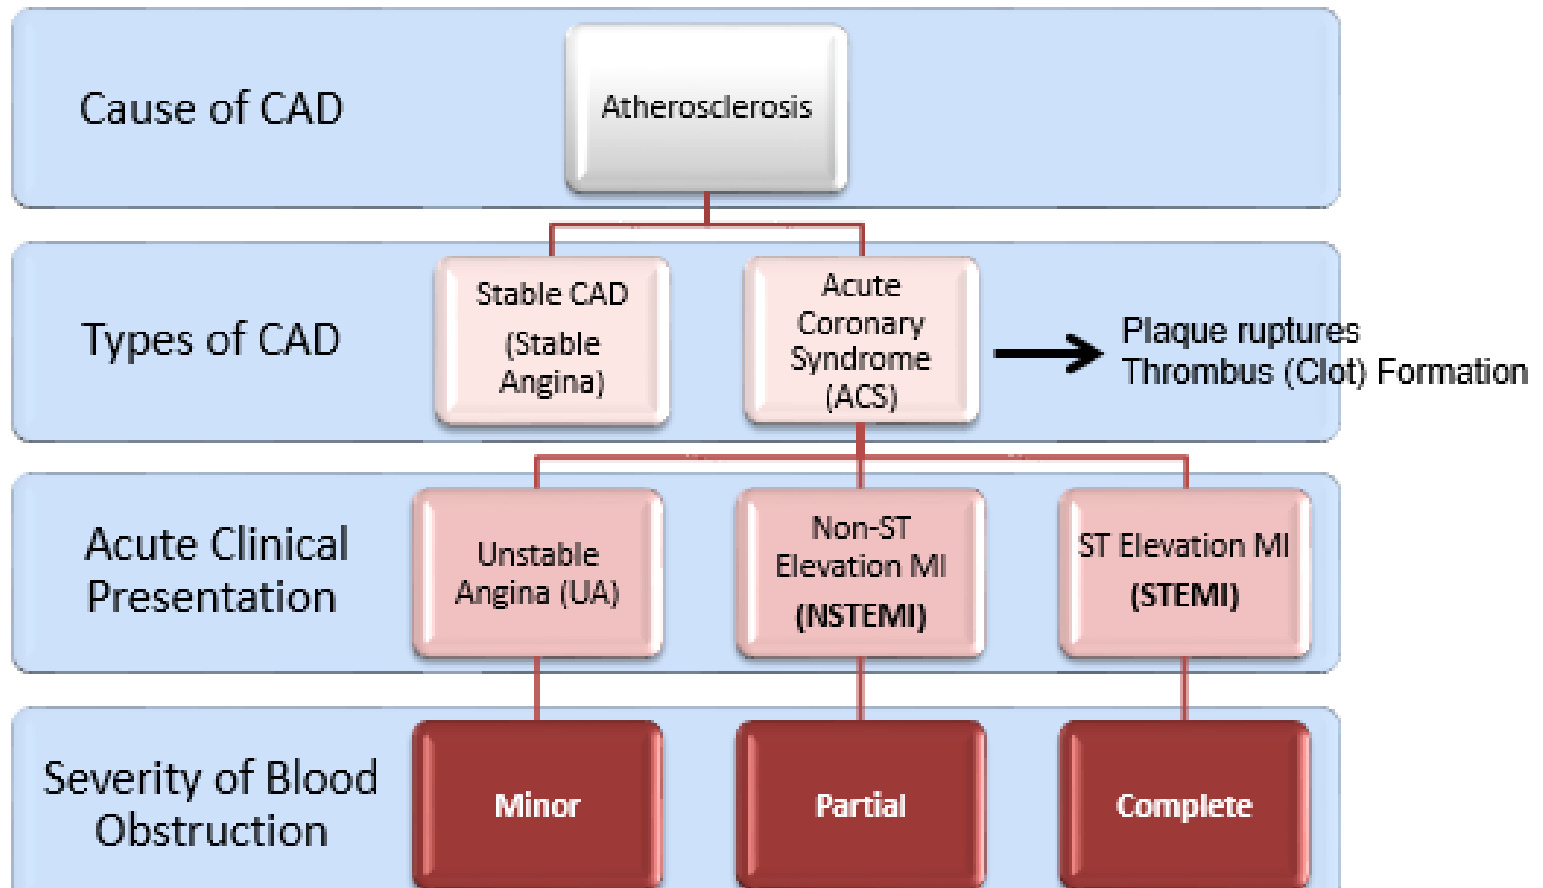 Cause of CAD
Atherosclerosis
Types of CAD
Stable CAD
(Stable
Angina)
Acute
Coronary
Syndrome
(ACS)
Plaque ruptures
Thrombus (Clot) Formation
Acute Clinical
Presentation
Unstable
Angina (UA)
Non-ST
Elevation MI
(NSTEMI)
ST Elevation MI
(STEMI)
Severity of Blood
Obstruction
Minor
Partial
Complete